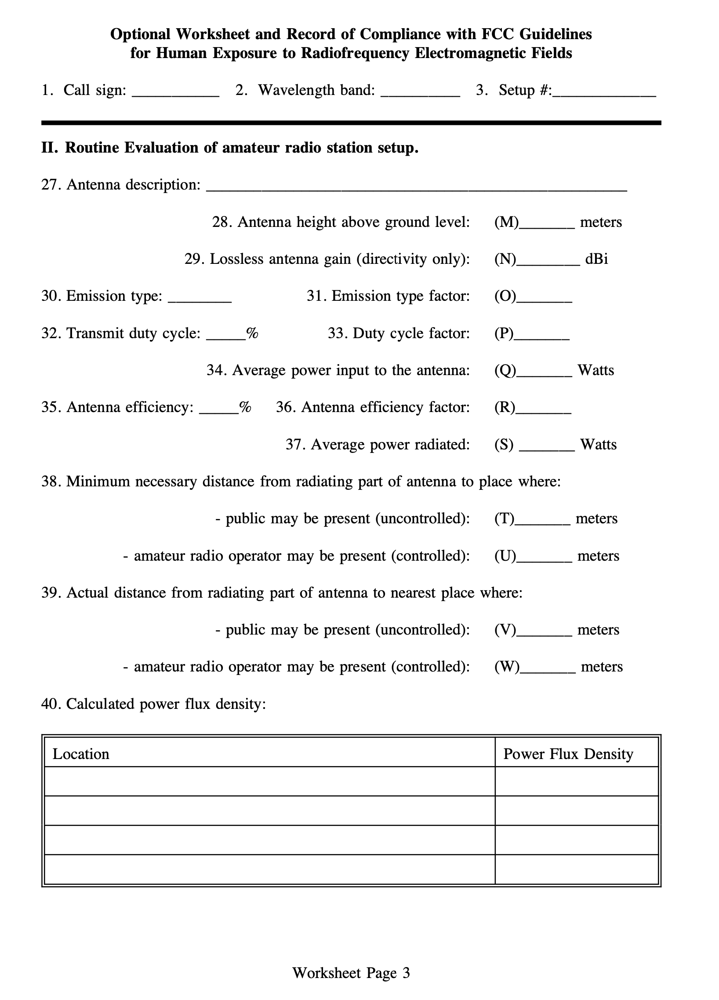 Optional Worksheet and Record of Compliance with FCC Guidelines
for Human Exposure to Radiofrequency Electromagnetic Fields
1. Call sign: ___________ 2. Wavelength band: __________ 3. Setup #:_____________
II. Routine Evaluation of amateur radio station setup.
27. Antenna description: _____________________________________________________
28. Antenna height above ground level: (M)_______ meters
29. Lossless antenna gain (directivity only): (N)________ dBi
30. Emission type: ________ 31. Emission type factor: (O)_______
32. Transmit duty cycle: _____% 33. Duty cycle factor: (P)_______
34. Average power input to the antenna: (Q)_______ Watts
35. Antenna efficiency: _____% 36. Antenna efficiency factor: (R)_______
37. Average power radiated: (S) _______ Watts
38. Minimum necessary distance from radiating part of antenna to place where:
- public may be present (uncontrolled): (T)_______ meters
- amateur radio operator may be present (controlled): (U)_______ meters
39. Actual distance from radiating part of antenna to nearest place where:
- public may be present (uncontrolled): (V)_______ meters
- amateur radio operator may be present (controlled): (W)_______ meters
40. Calculated power flux density:
Location Power Flux Density
Worksheet Page 3